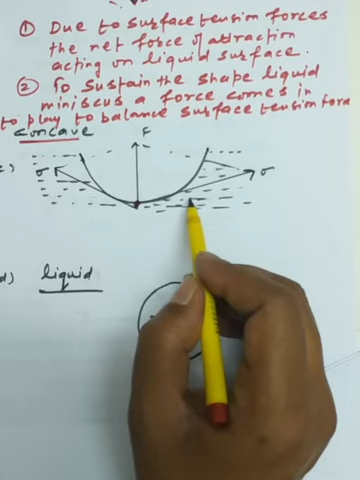 ① Due to surface tension forces
the net force of attraction
acting on liquid surface.
② To sustain the shape liquid
miniscus a force comes in
to play to balance surface tension fora
concave
F
c)
σ
σ
d) liquid